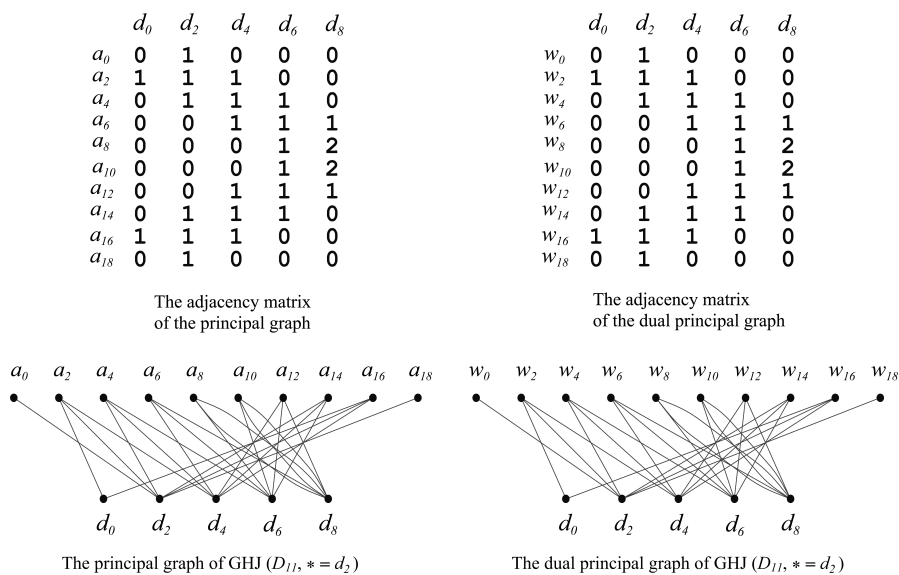 d₀ d₂ d₄ d₆ d₈
a₀ 0 1 0 0 0
a₂ 1 1 1 0 0
a₄ 0 1 1 1 0
a₆ 0 0 1 1 1
a₈ 0 0 0 1 2
a₁₀ 0 0 0 1 2
a₁₂ 0 0 1 1 1
a₁₄ 0 1 1 1 0
a₁₆ 1 1 1 0 0
a₁₈ 0 1 0 0 0
The adjacency matrix
of the principal graph
d₀ d₂ d₄ d₆ d₈
w₀ 0 1 0 0 0
w₂ 1 1 1 0 0
w₄ 0 1 1 1 0
w₆ 0 0 1 1 1
w₈ 0 0 0 1 2
w₁₀ 0 0 0 1 2
w₁₂ 0 0 1 1 1
w₁₄ 0 1 1 1 0
w₁₆ 1 1 1 0 0
w₁₈ 0 1 0 0 0
The adjacency matrix
of the dual principal graph
a₀ a₂ a₄ a₆ a₈ a₁₀ a₁₂ a₁₄ a₁₆ a₁₈
d₀ d₂ d₄ d₆ d₈
The principal graph of GHJ (D₁₁, * = d₂)
w₀ w₂ w₄ w₆ w₈ w₁₀ w₁₂ w₁₄ w₁₆ w₁₈
d₀ d₂ d₄ d₆ d₈
The dual principal graph of GHJ (D₁₁, * = d₂)